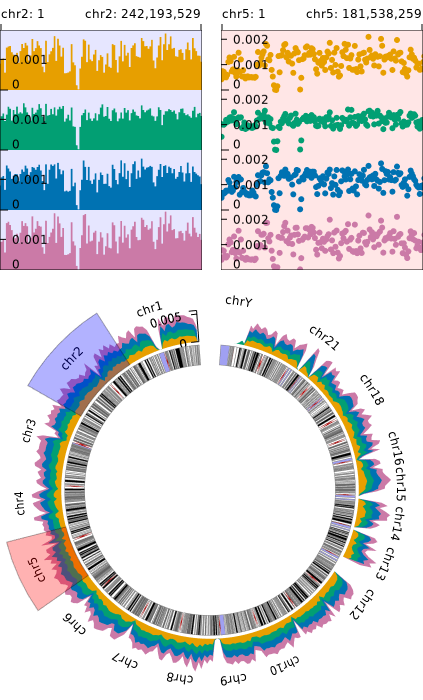 chr2: 1 chr2: 242,193,529 chr5: 1 chr5: 181,538,259
0.001
0
0.001
0
0.001
0
0.001
0
0.002
0.001
0
0.002
0.001
0
0.002
0.001
0
0.002
0.001
0
chr1
0.005
0
chrY
chr21
chr18
chr16
chr15
chr14
chr13
chr12
chr10
chr9
chr8
chr7
chr6
chr5
chr4
chr3
chr2